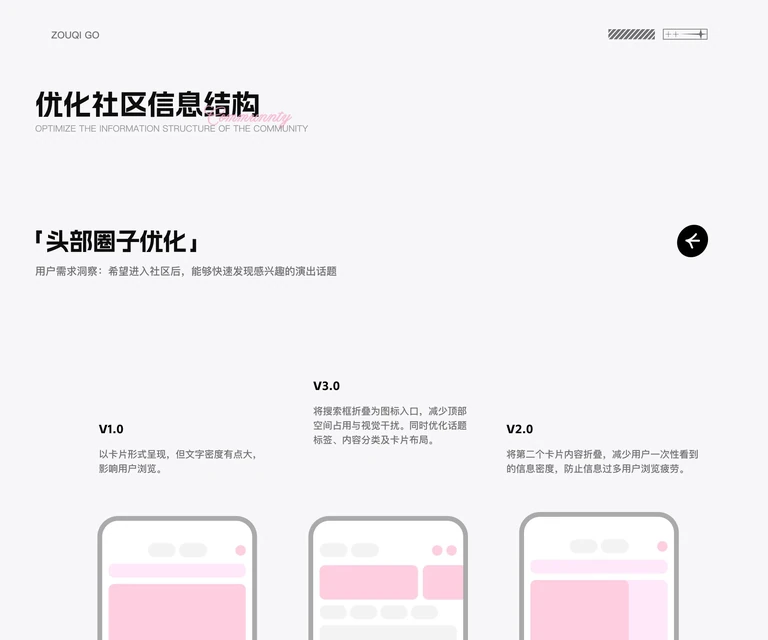 ZOUQI GO
优化社区信息结构
Community
OPTIMIZE THE INFORMATION STRUCTURE OF THE COMMUNITY
「头部圈子优化」
用户需求洞察：希望进入社区后，能够快速发现感兴趣的演出话题
V1.0
以卡片形式呈现，但文字密度有点大，
影响用户浏览。
V3.0
将搜索框折叠为图标入口，减少顶部
空间占用与视觉干扰。同时优化话题
标签、内容分类及卡片布局。
V2.0
将第二个卡片内容折叠，减少用户一次性看到
的信息密度，防止信息过多用户浏览疲劳。